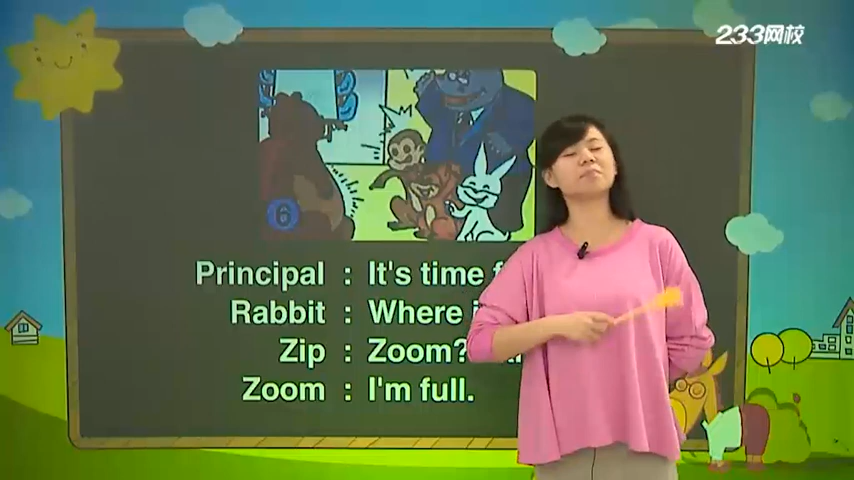 233网校
6
Principal : It's time
Rabbit : Where
Zip : Zoom?
Zoom : I'm full.